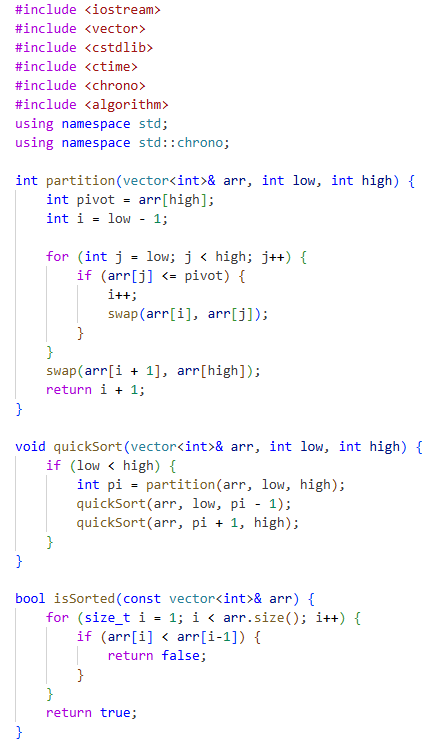 #include <iostream>
#include <vector>
#include <cstdlib>
#include <ctime>
#include <chrono>
#include <algorithm>
using namespace std;
using namespace std::chrono;

int partition(vector<int>& arr, int low, int high) {
    int pivot = arr[high];
    int i = low - 1;

    for (int j = low; j < high; j++) {
        if (arr[j] <= pivot) {
            i++;
            swap(arr[i], arr[j]);
        }
    }
    swap(arr[i + 1], arr[high]);
    return i + 1;
}

void quickSort(vector<int>& arr, int low, int high) {
    if (low < high) {
        int pi = partition(arr, low, high);
        quickSort(arr, low, pi - 1);
        quickSort(arr, pi + 1, high);
    }
}

bool isSorted(const vector<int>& arr) {
    for (size_t i = 1; i < arr.size(); i++) {
        if (arr[i] < arr[i-1]) {
            return false;
        }
    }
    return true;
}